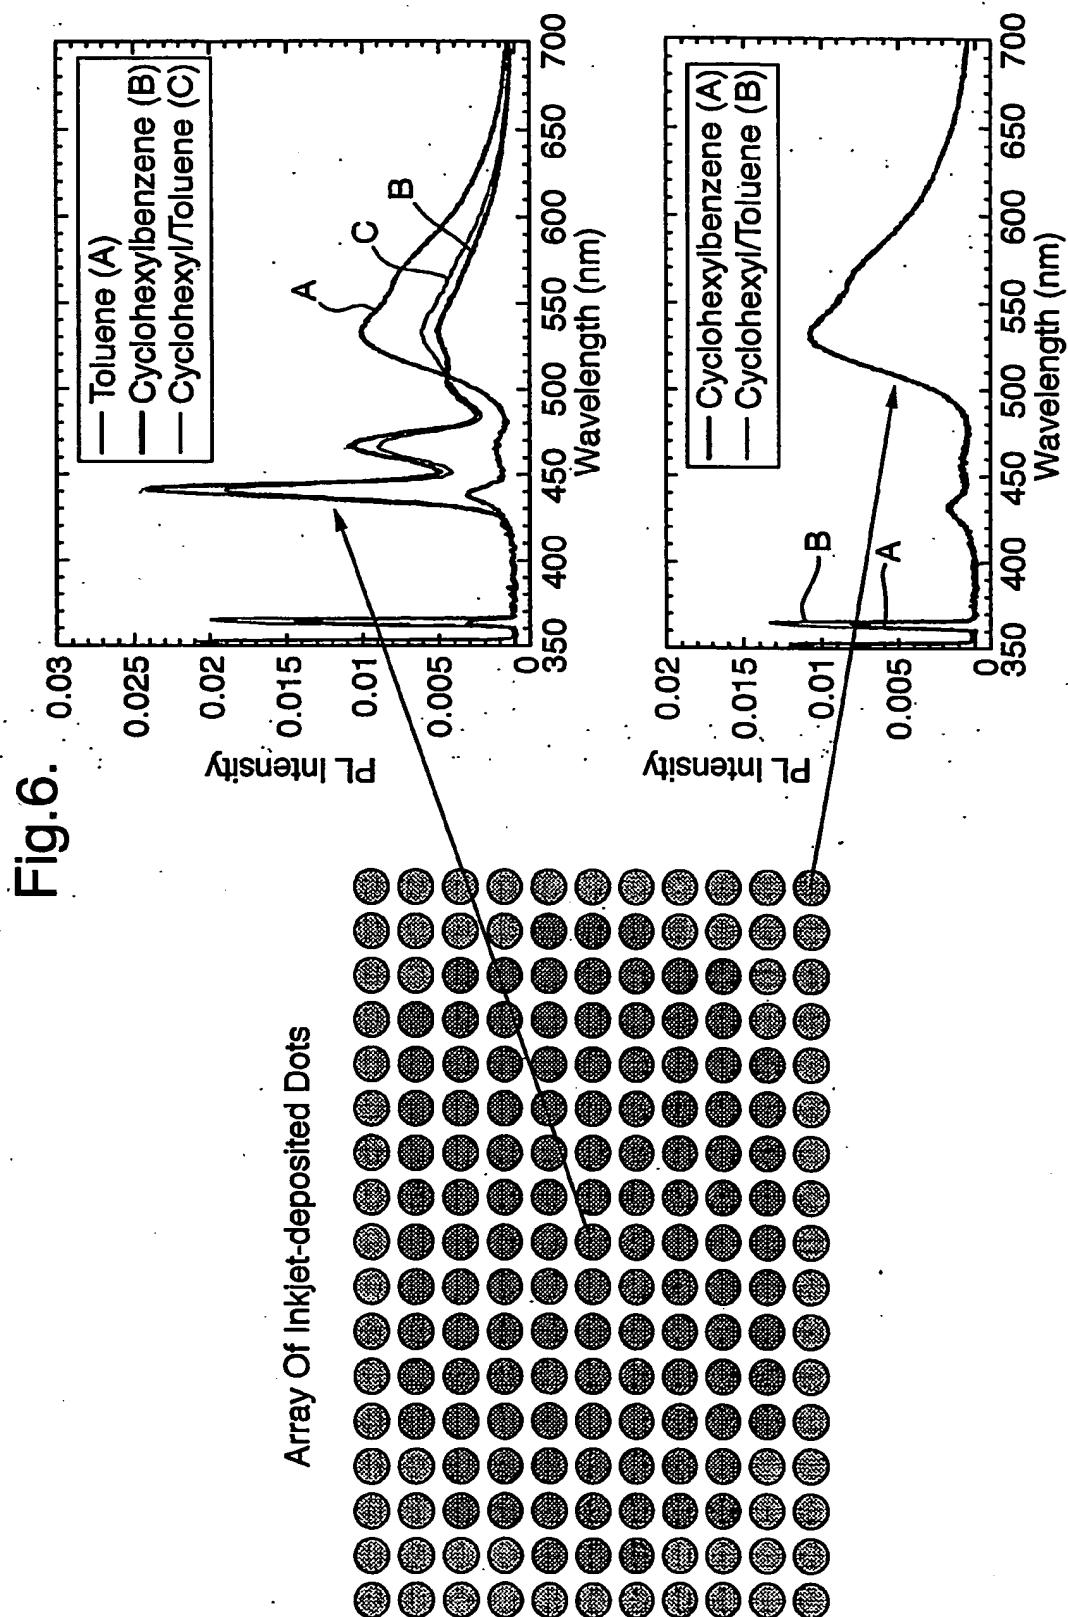 Fig.6.
Array Of Inkjet-deposited Dots
PL Intensity
0.03
0.025
0.02
0.015
0.01
0.005
0
350 400 450 500 550 600 650 700
Wavelength (nm)
Toluene (A)
Cyclohexylbenzene (B)
Cyclohexyl/Toluene (C)
A
C
B
PL Intensity
0.02
0.015
0.01
0.005
0
350 400 450 500 550 600 650 700
Wavelength (nm)
Cyclohexylbenzene (A)
Cyclohexyl/Toluene (B)
B
A